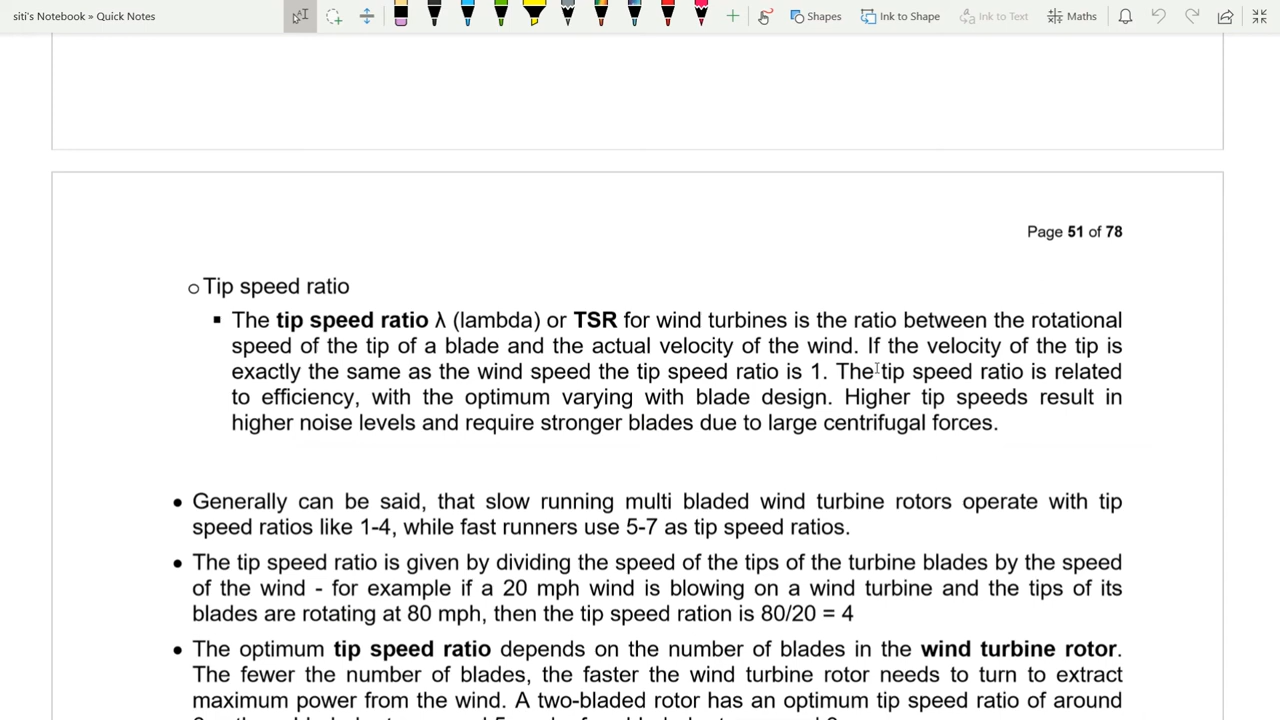 siti's Notebook » Quick Notes
Shapes
Ink to Shape
Ink to Text
Maths
Page 51 of 78
o Tip speed ratio
▪ The tip speed ratio λ (lambda) or TSR for wind turbines is the ratio between the rotational
speed of the tip of a blade and the actual velocity of the wind. If the velocity of the tip is
exactly the same as the wind speed the tip speed ratio is 1. The tip speed ratio is related
to efficiency, with the optimum varying with blade design. Higher tip speeds result in
higher noise levels and require stronger blades due to large centrifugal forces.
• Generally can be said, that slow running multi bladed wind turbine rotors operate with tip
speed ratios like 1-4, while fast runners use 5-7 as tip speed ratios.
• The tip speed ratio is given by dividing the speed of the tips of the turbine blades by the speed
of the wind - for example if a 20 mph wind is blowing on a wind turbine and the tips of its
blades are rotating at 80 mph, then the tip speed ration is 80/20 = 4
• The optimum tip speed ratio depends on the number of blades in the wind turbine rotor.
The fewer the number of blades, the faster the wind turbine rotor needs to turn to extract
maximum power from the wind. A two-bladed rotor has an optimum tip speed ratio of around